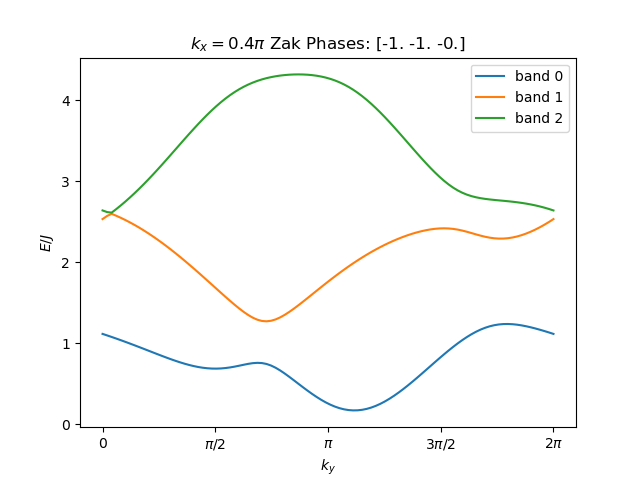 $k_x = 0.4\pi$ Zak Phases: [-1. -1. -0.]
band 0
band 1
band 2
4
3
2
1
0
E/J
0 π/2 π 3π/2 2π
$k_y$